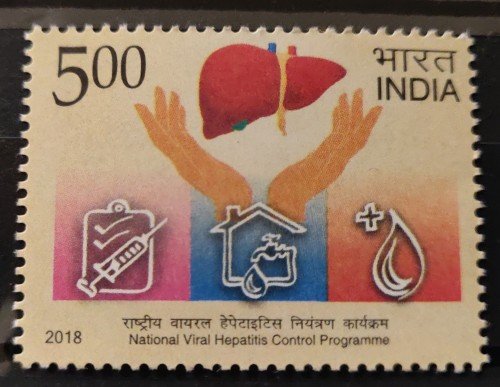 5.00
भारत
INDIA
राष्ट्रीय वायरल हेपेटाइटिस नियंत्रण कार्यक्रम
2018
National Viral Hepatitis Control Programme